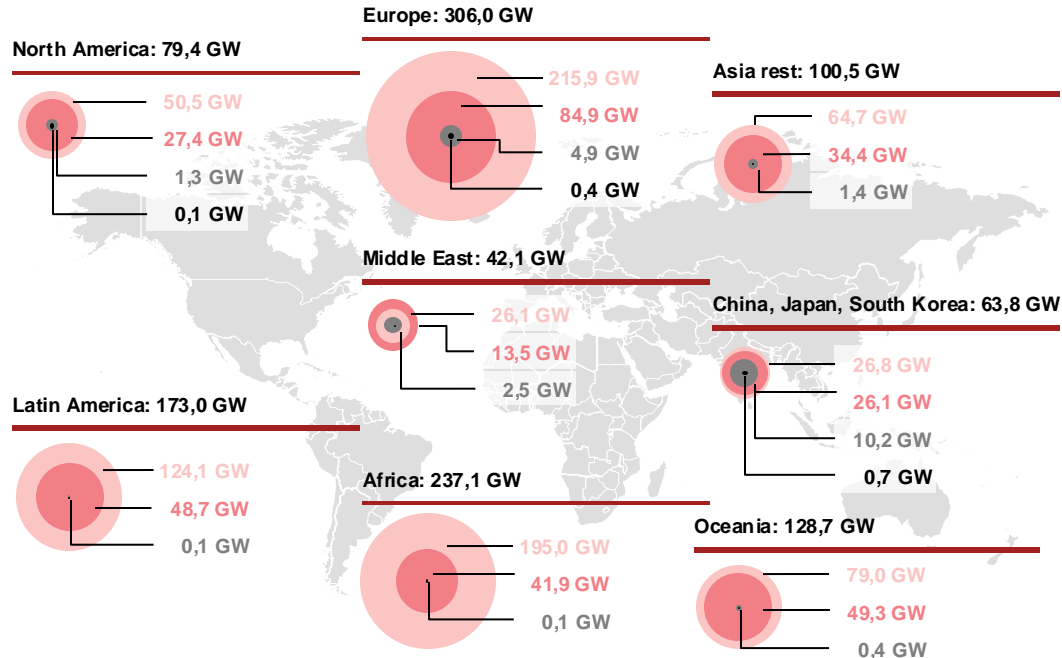 North America: 79,4 GW
50,5 GW
27,4 GW
1,3 GW
0,1 GW
Europe: 306,0 GW
215,9 GW
84,9 GW
4,9 GW
0,4 GW
Asia rest: 100,5 GW
64,7 GW
34,4 GW
1,4 GW
Middle East: 42,1 GW
26,1 GW
13,5 GW
2,5 GW
China, Japan, South Korea: 63,8 GW
26,8 GW
26,1 GW
10,2 GW
0,7 GW
Latin America: 173,0 GW
124,1 GW
48,7 GW
0,1 GW
Africa: 237,1 GW
195,0 GW
41,9 GW
0,1 GW
Oceania: 128,7 GW
79,0 GW
49,3 GW
0,4 GW